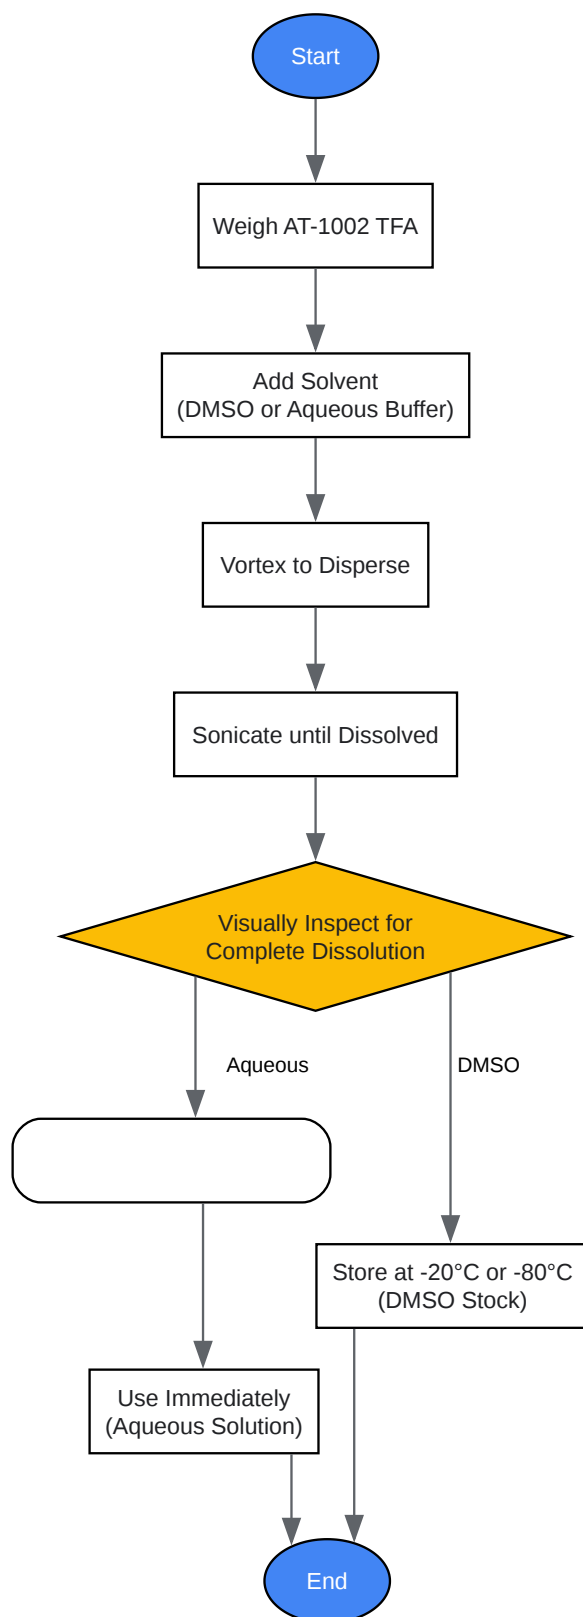 Start
Weigh AT-1002 TFA
Add Solvent
(DMSO or Aqueous Buffer)
Vortex to Disperse
Sonicate until Dissolved
Visually Inspect for
Complete Dissolution
Aqueous
DMSO
Store at -20°C or -80°C
(DMSO Stock)
Use Immediately
(Aqueous Solution)
End